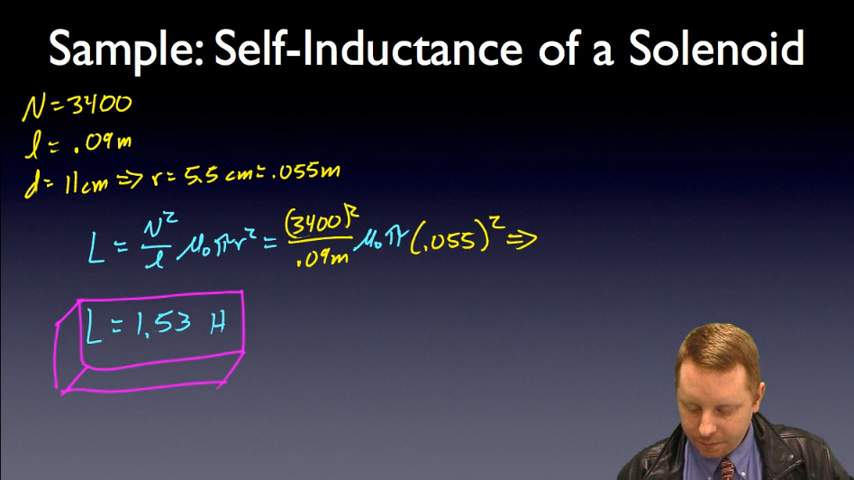 Sample: Self-Inductance of a Solenoid
N = 3400
l = .09m
d = 11cm ⇒ r = 5.5 cm = .055m
L = N²/l μ₀πr² = (3400)²/.09m μ₀π(.055)² ⇒
L = 1.53 H